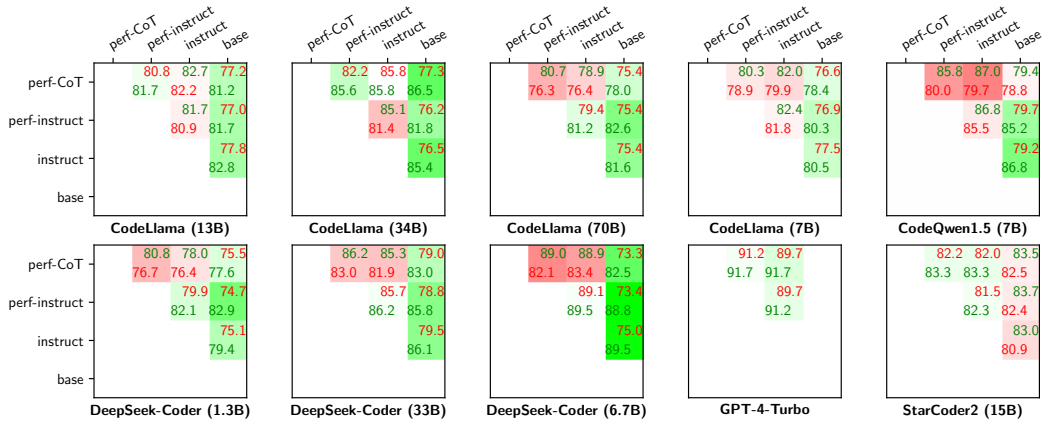 perf-CoT perf-instruct instruct base perf-CoT perf-instruct instruct base perf-CoT perf-instruct instruct base perf-CoT perf-instruct instruct base perf-CoT perf-instruct instruct base
perf-CoT 80.8 82.7 77.2 82.2 85.8 77.3 80.7 78.9 75.4 80.3 82.0 76.6 85.8 87.0 79.4
81.7 82.2 81.2 85.6 85.8 86.5 76.3 76.4 78.0 78.9 79.9 78.4 80.0 79.7 78.8
perf-instruct 81.7 77.0 85.1 76.2 79.4 75.4 82.4 76.9 86.8 79.7
80.9 81.7 81.4 81.8 81.2 82.6 81.8 80.3 85.5 85.2
instruct 77.8 76.5 75.4 77.5 79.2
82.8 85.4 81.6 80.5 86.8
base
CodeLlama (13B) CodeLlama (34B) CodeLlama (70B) CodeLlama (7B) CodeQwen1.5 (7B)
perf-CoT 80.8 78.0 75.5 86.2 85.3 79.0 89.0 88.9 73.3 91.2 89.7 82.2 82.0 83.5
76.7 76.4 77.6 83.0 81.9 83.0 82.1 83.4 82.5 91.7 91.7 83.3 83.3 82.5
perf-instruct 79.9 74.7 85.7 78.8 89.1 73.4 89.7 81.5 83.7
82.1 82.9 86.2 85.8 89.5 88.8 91.2 82.3 82.4
instruct 75.1 79.5 75.0 83.0
79.4 86.1 89.5 80.9
base
DeepSeek-Coder (1.3B) DeepSeek-Coder (33B) DeepSeek-Coder (6.7B) GPT-4-Turbo StarCoder2 (15B)